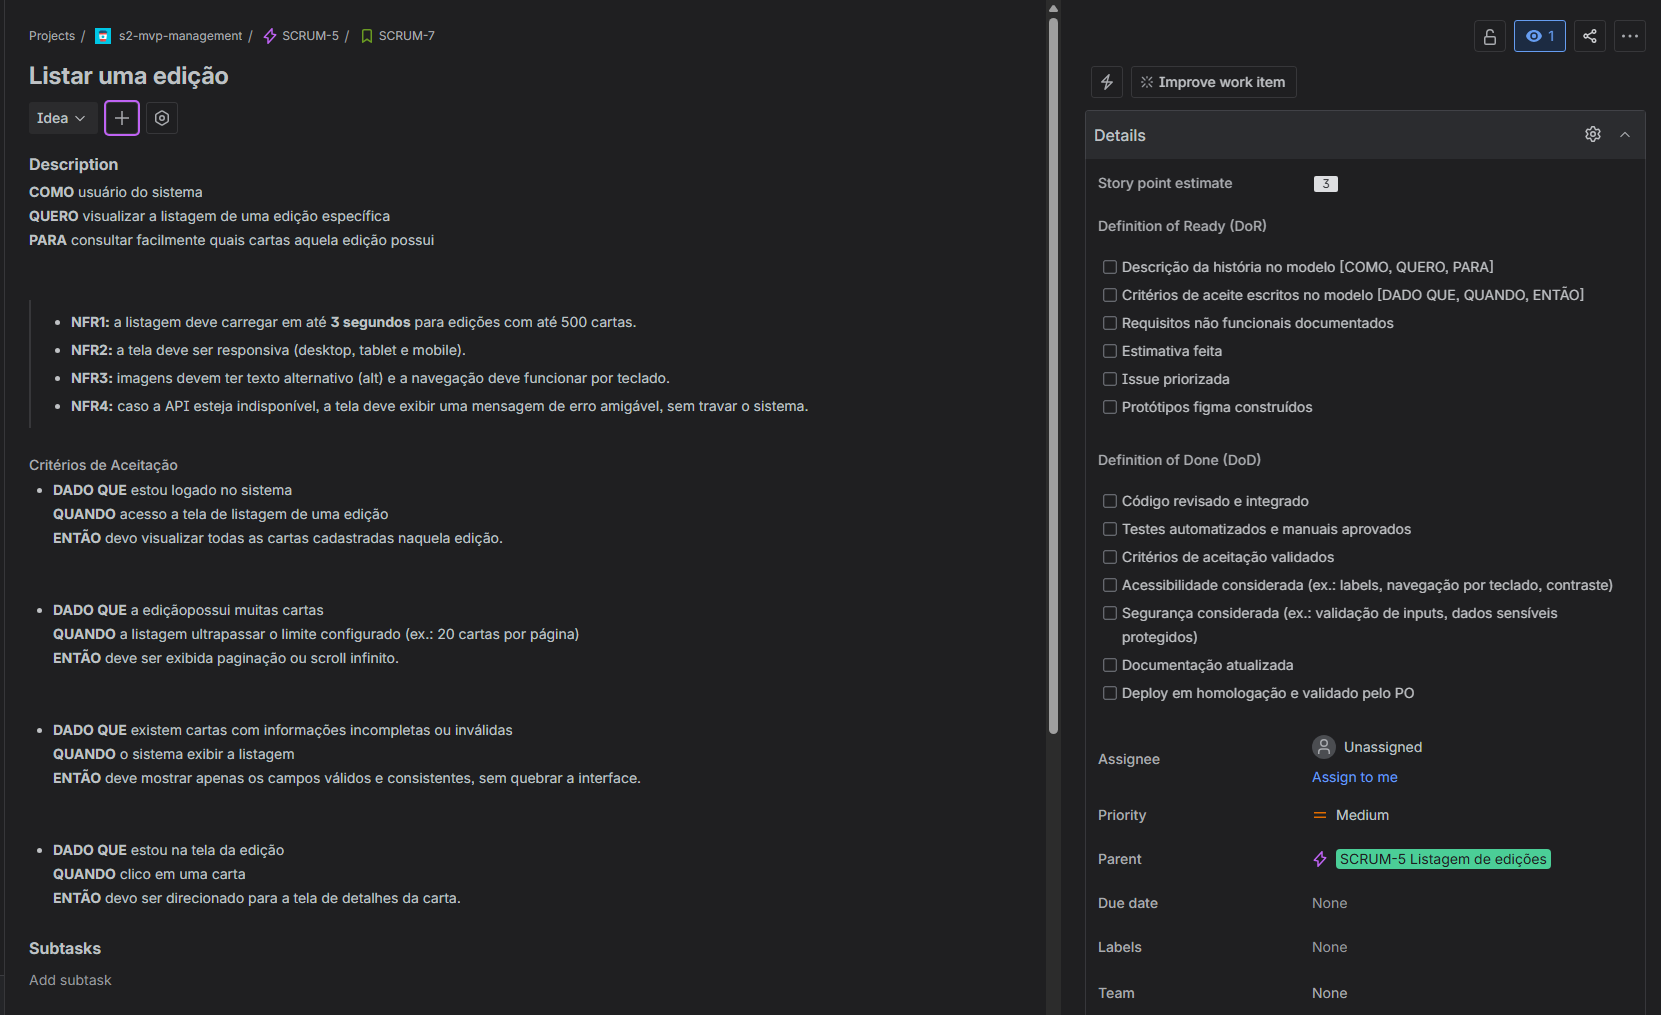 Projects / s2-mvp-management / SCRUM-5 / SCRUM-7
Listar uma edição
Idea
Description
COMO usuário do sistema
QUERO visualizar a listagem de uma edição específica
PARA consultar facilmente quais cartas aquela edição possui
NFR1: a listagem deve carregar em até 3 segundos para edições com até 500 cartas.
NFR2: a tela deve ser responsiva (desktop, tablet e mobile).
NFR3: imagens devem ter texto alternativo (alt) e a navegação deve funcionar por teclado.
NFR4: caso a API esteja indisponível, a tela deve exibir uma mensagem de erro amigável, sem travar o sistema.
Critérios de Aceitação
DADO QUE estou logado no sistema
QUANDO acesso a tela de listagem de uma edição
ENTÃO devo visualizar todas as cartas cadastradas naquela edição.
DADO QUE a ediçãopossui muitas cartas
QUANDO a listagem ultrapassar o limite configurado (ex.: 20 cartas por página)
ENTÃO deve ser exibida paginação ou scroll infinito.
DADO QUE existem cartas com informações incompletas ou inválidas
QUANDO o sistema exibir a listagem
ENTÃO deve mostrar apenas os campos válidos e consistentes, sem quebrar a interface.
DADO QUE estou na tela da edição
QUANDO clico em uma carta
ENTÃO devo ser direcionado para a tela de detalhes da carta.
Subtasks
Add subtask
1
Improve work item
Details
Story point estimate 3
Definition of Ready (DoR)
Descrição da história no modelo [COMO, QUERO, PARA]
Critérios de aceite escritos no modelo [DADO QUE, QUANDO, ENTÃO]
Requisitos não funcionais documentados
Estimativa feita
Issue priorizada
Protótipos figma construídos
Definition of Done (DoD)
Código revisado e integrado
Testes automatizados e manuais aprovados
Critérios de aceitação validados
Acessibilidade considerada (ex.: labels, navegação por teclado, contraste)
Segurança considerada (ex.: validação de inputs, dados sensíveis
protegidos)
Documentação atualizada
Deploy em homologação e validado pelo PO
Assignee Unassigned
Assign to me
Priority Medium
Parent SCRUM-5 Listagem de edições
Due date None
Labels None
Team None